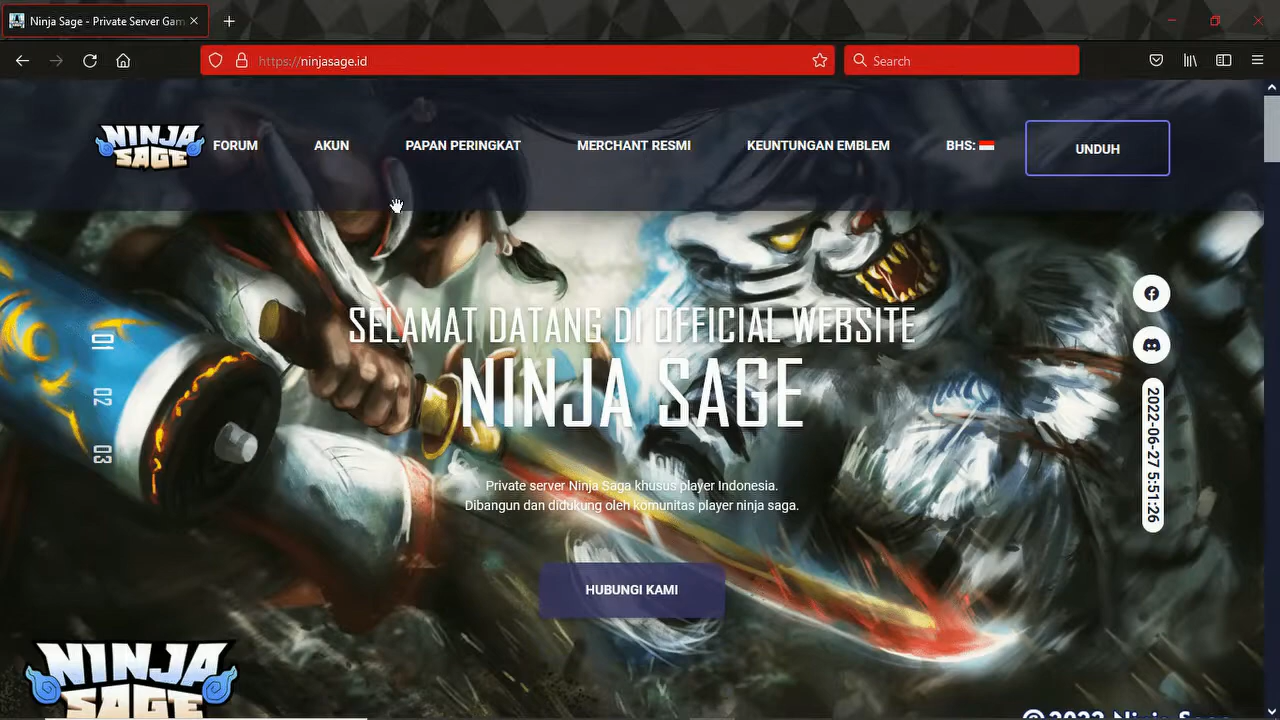 Ninja Sage - Private Server Gam
https://ninjasage.id
Search
NINJA SAGE
FORUM
AKUN
PAPAN PERINGKAT
MERCHANT RESMI
KEUNTUNGAN EMBLEM
BHS:
UNDUH
SELAMAT DATANG DI OFFICIAL WEBSITE
NINJA SAGE
01
02
03
Private server Ninja Saga khusus player Indonesia.
Dibangun dan didukung oleh komunitas player ninja saga.
2022-06-27 5:51:26
HUBUNGI KAMI
NINJA
SAGE